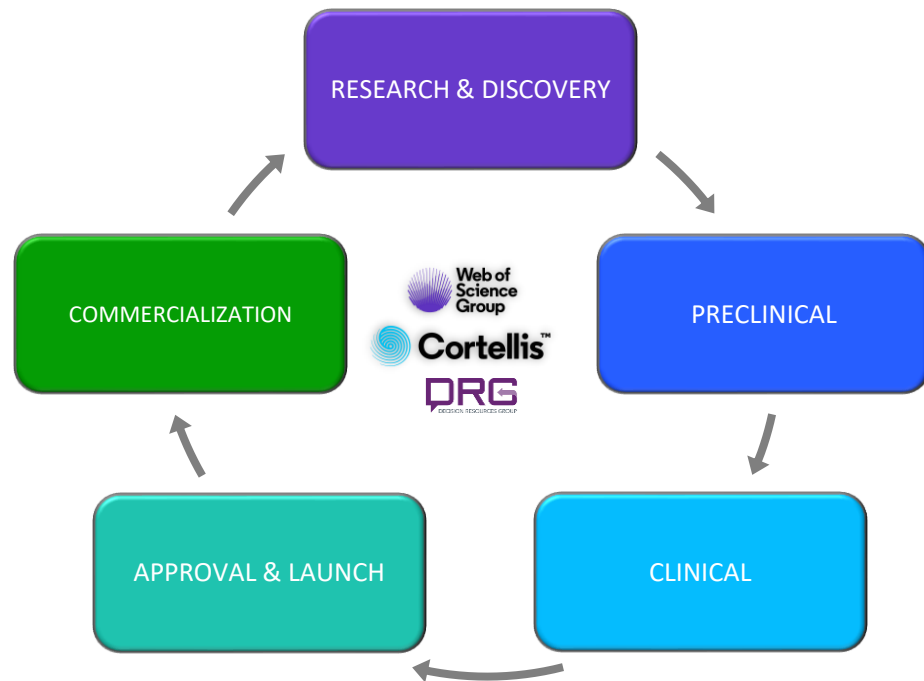 RESEARCH & DISCOVERY
COMMERCIALIZATION
Web of
Science
Group
Cortellis™
DRG
DECISION RESOURCES GROUP
PRECLINICAL
APPROVAL & LAUNCH
CLINICAL